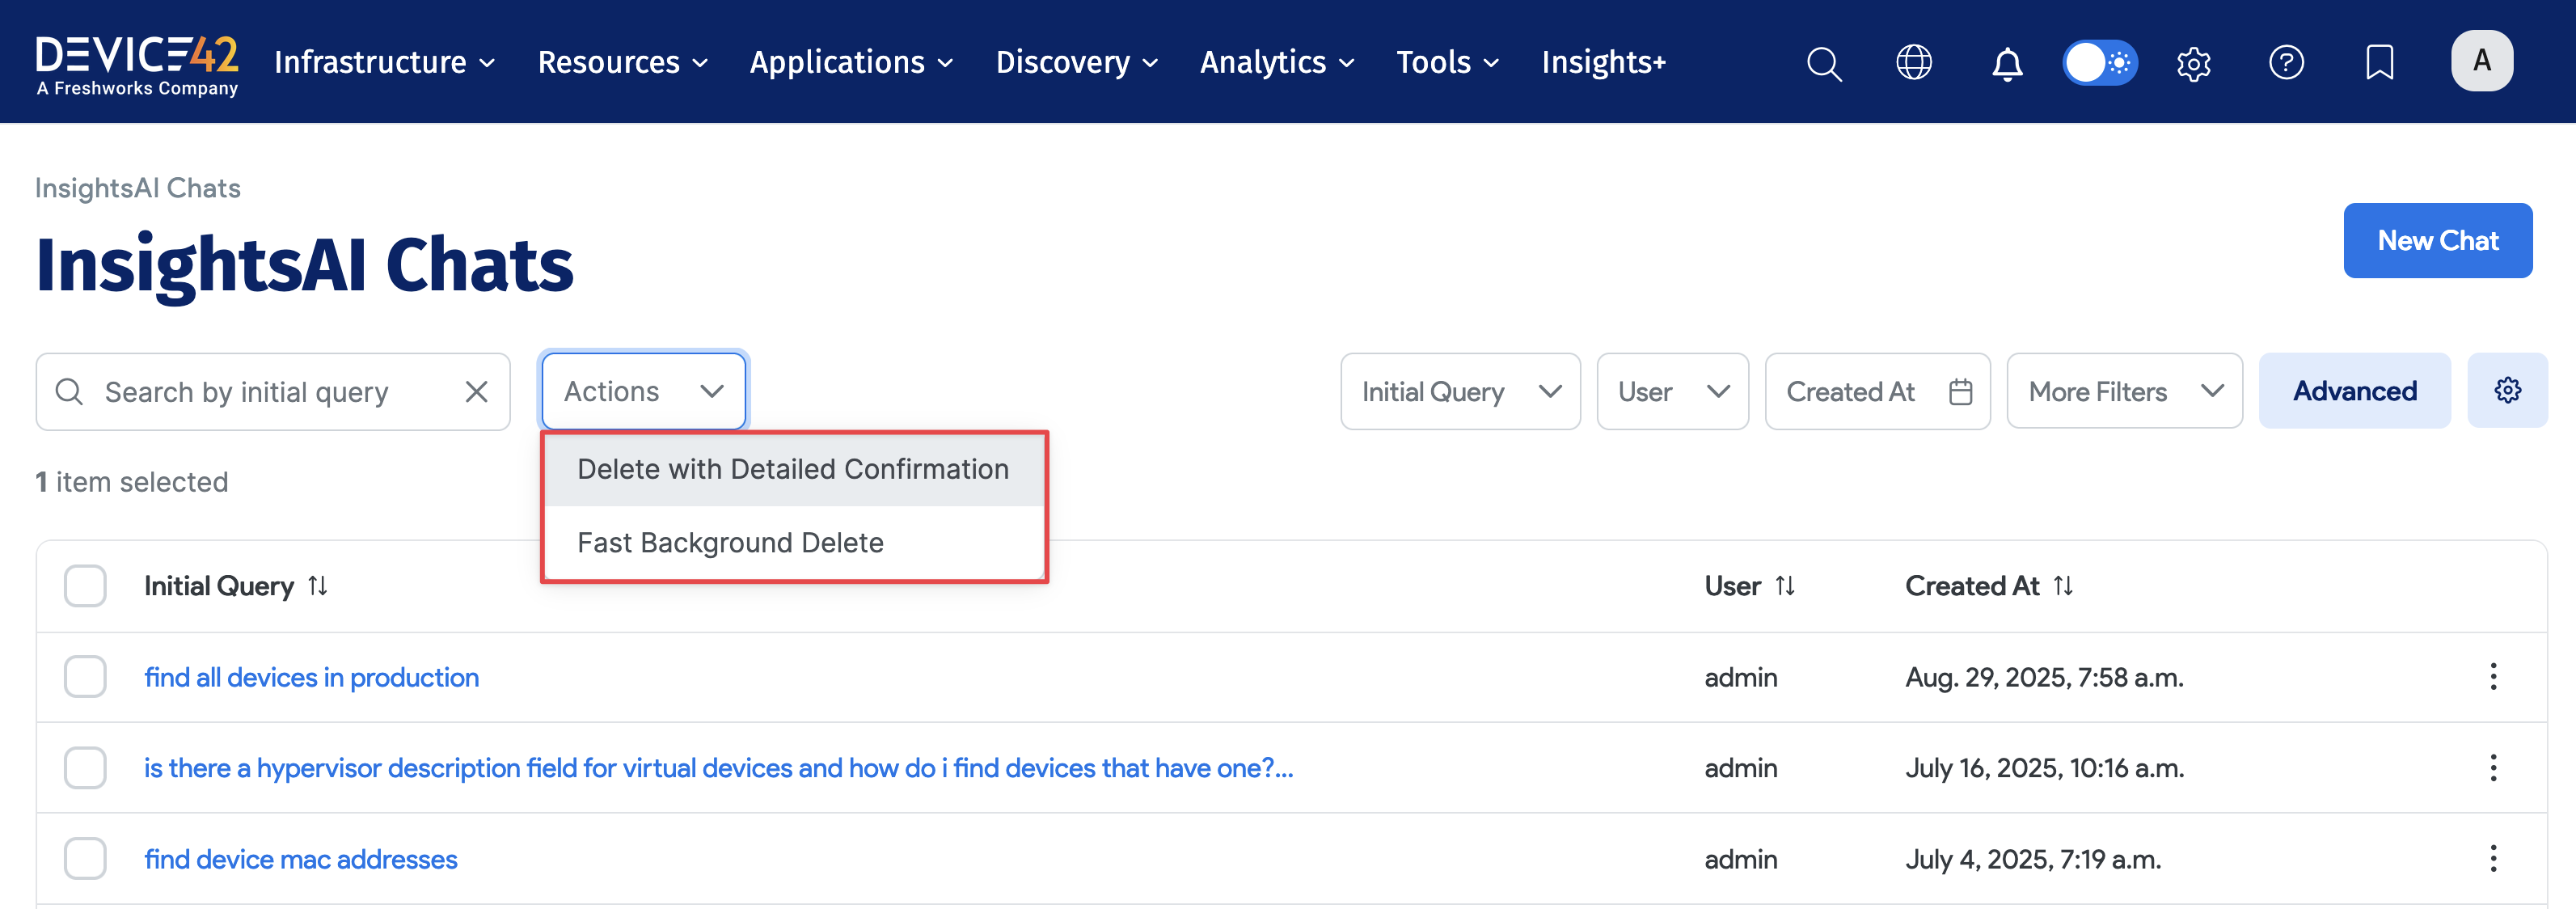 DEVICE42
A Freshworks Company
Infrastructure Resources Applications Discovery Analytics Tools Insights+ A
InsightsAI Chats
InsightsAI Chats
New Chat
Search by initial query Actions Initial Query User Created At More Filters Advanced
Delete with Detailed Confirmation
1 item selected
Fast Background Delete
Initial Query User Created At
find all devices in production admin Aug. 29, 2025, 7:58 a.m.
is there a hypervisor description field for virtual devices and how do i find devices that have one?... admin July 16, 2025, 10:16 a.m.
find device mac addresses admin July 4, 2025, 7:19 a.m.